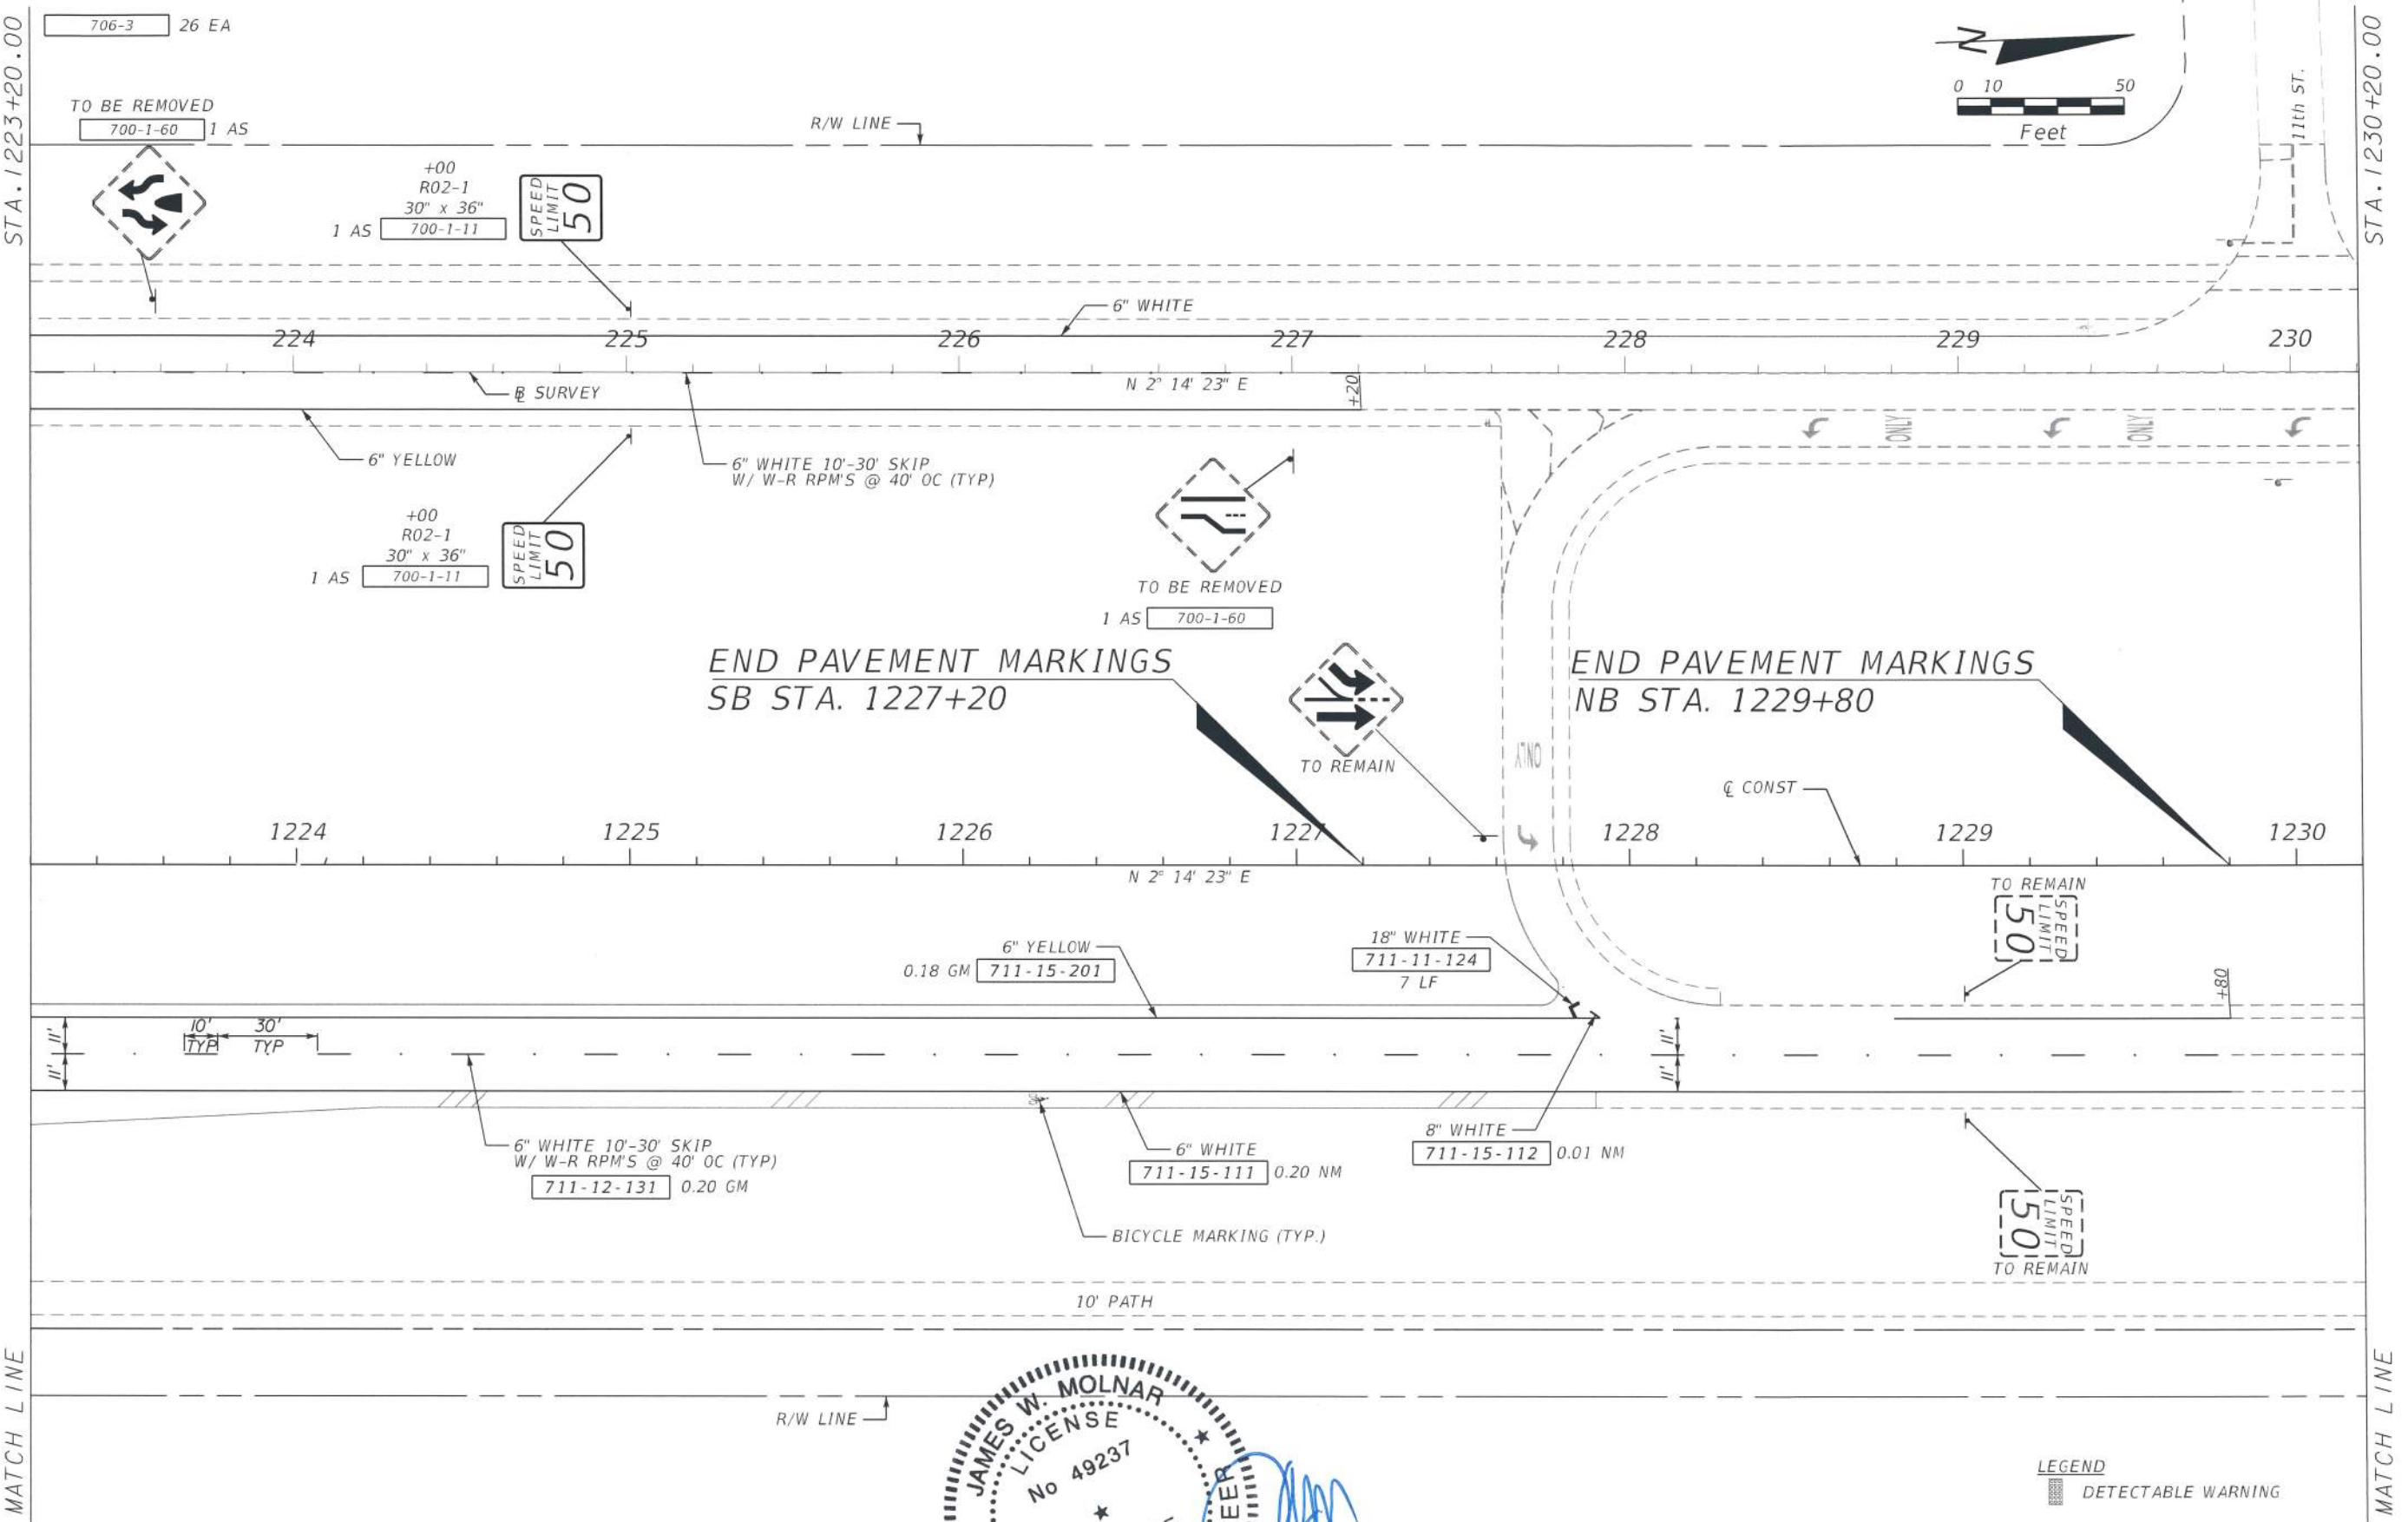 STA. 1223+20.00
706-3 26 EA
TO BE REMOVED
700-1-60 1 AS
+00
R02-1
30" x 36"
1 AS 700-1-11
SPEED
LIMIT
50
R/W LINE
N
0 10 50
Feet
11th ST.
STA. 1230+20.00
6" WHITE
224 225 226 227 228 229 230
℄ SURVEY
N 2° 14' 23" E
+20
6" YELLOW
6" WHITE 10'-30' SKIP
W/ W-R RPM'S @ 40' OC (TYP)
ONLY
ONLY
+00
R02-1
30" x 36"
1 AS 700-1-11
SPEED
LIMIT
50
TO BE REMOVED
1 AS 700-1-60
END PAVEMENT MARKINGS
SB STA. 1227+20
TO REMAIN
ONLY
END PAVEMENT MARKINGS
NB STA. 1229+80
℄ CONST
1224 1225 1226 1227 1228 1229 1230
N 2° 14' 23" E
TO REMAIN
SPEED
LIMIT
50
6" YELLOW
0.18 GM 711-15-201
18" WHITE
711-11-124
7 LF
+80
11'
11'
10'
TYP
30'
TYP
11'
11'
6" WHITE 10'-30' SKIP
W/ W-R RPM'S @ 40' OC (TYP)
711-12-131 0.20 GM
6" WHITE
711-15-111 0.20 NM
8" WHITE
711-15-112 0.01 NM
BICYCLE MARKING (TYP.)
SPEED
LIMIT
50
TO REMAIN
10' PATH
R/W LINE
JAMES W. MOLNAR
LICENSE
No 49237
LEGEND
DETECTABLE WARNING
MATCH LINE
MATCH LINE